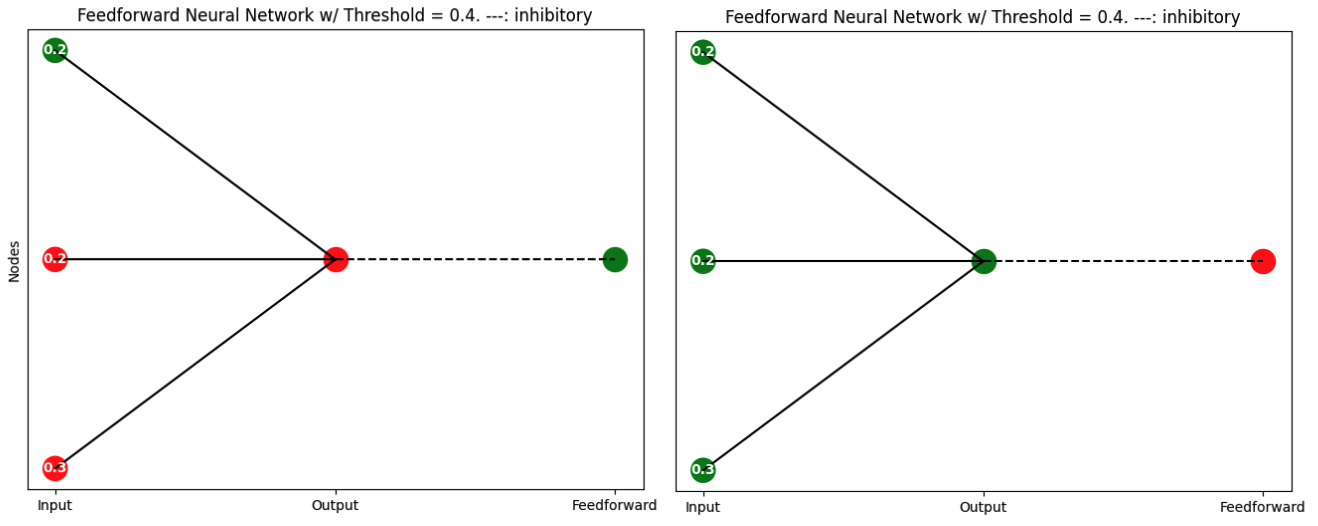 Feedforward Neural Network w/ Threshold = 0.4. ---: inhibitory
0.2
Nodes
0.2
0.3
Input Output Feedforward
Feedforward Neural Network w/ Threshold = 0.4. ---: inhibitory
0.2
0.2
0.3
Input Output Feedforward